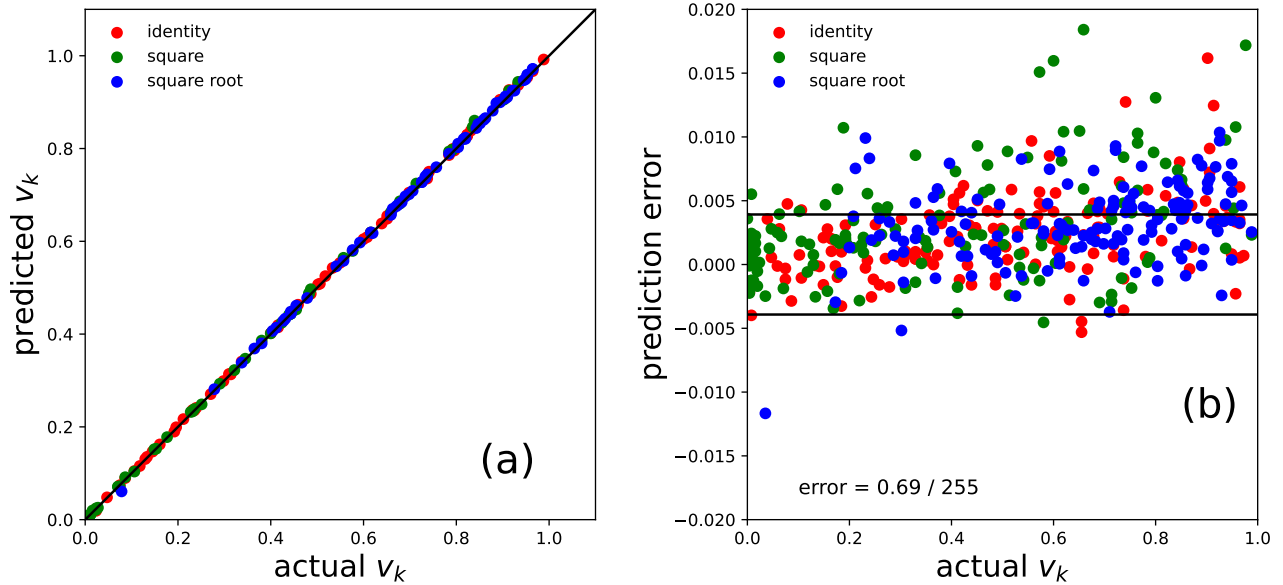 identity
square
square root
1.0
0.8
0.6
0.4
0.2
0.0
0.0 0.2 0.4 0.6 0.8 1.0
predicted v_k
actual v_k
(a)
identity
square
square root
0.020
0.015
0.010
0.005
0.000
−0.005
−0.010
−0.015
−0.020
0.0 0.2 0.4 0.6 0.8 1.0
prediction error
actual v_k
(b)
error = 0.69 / 255